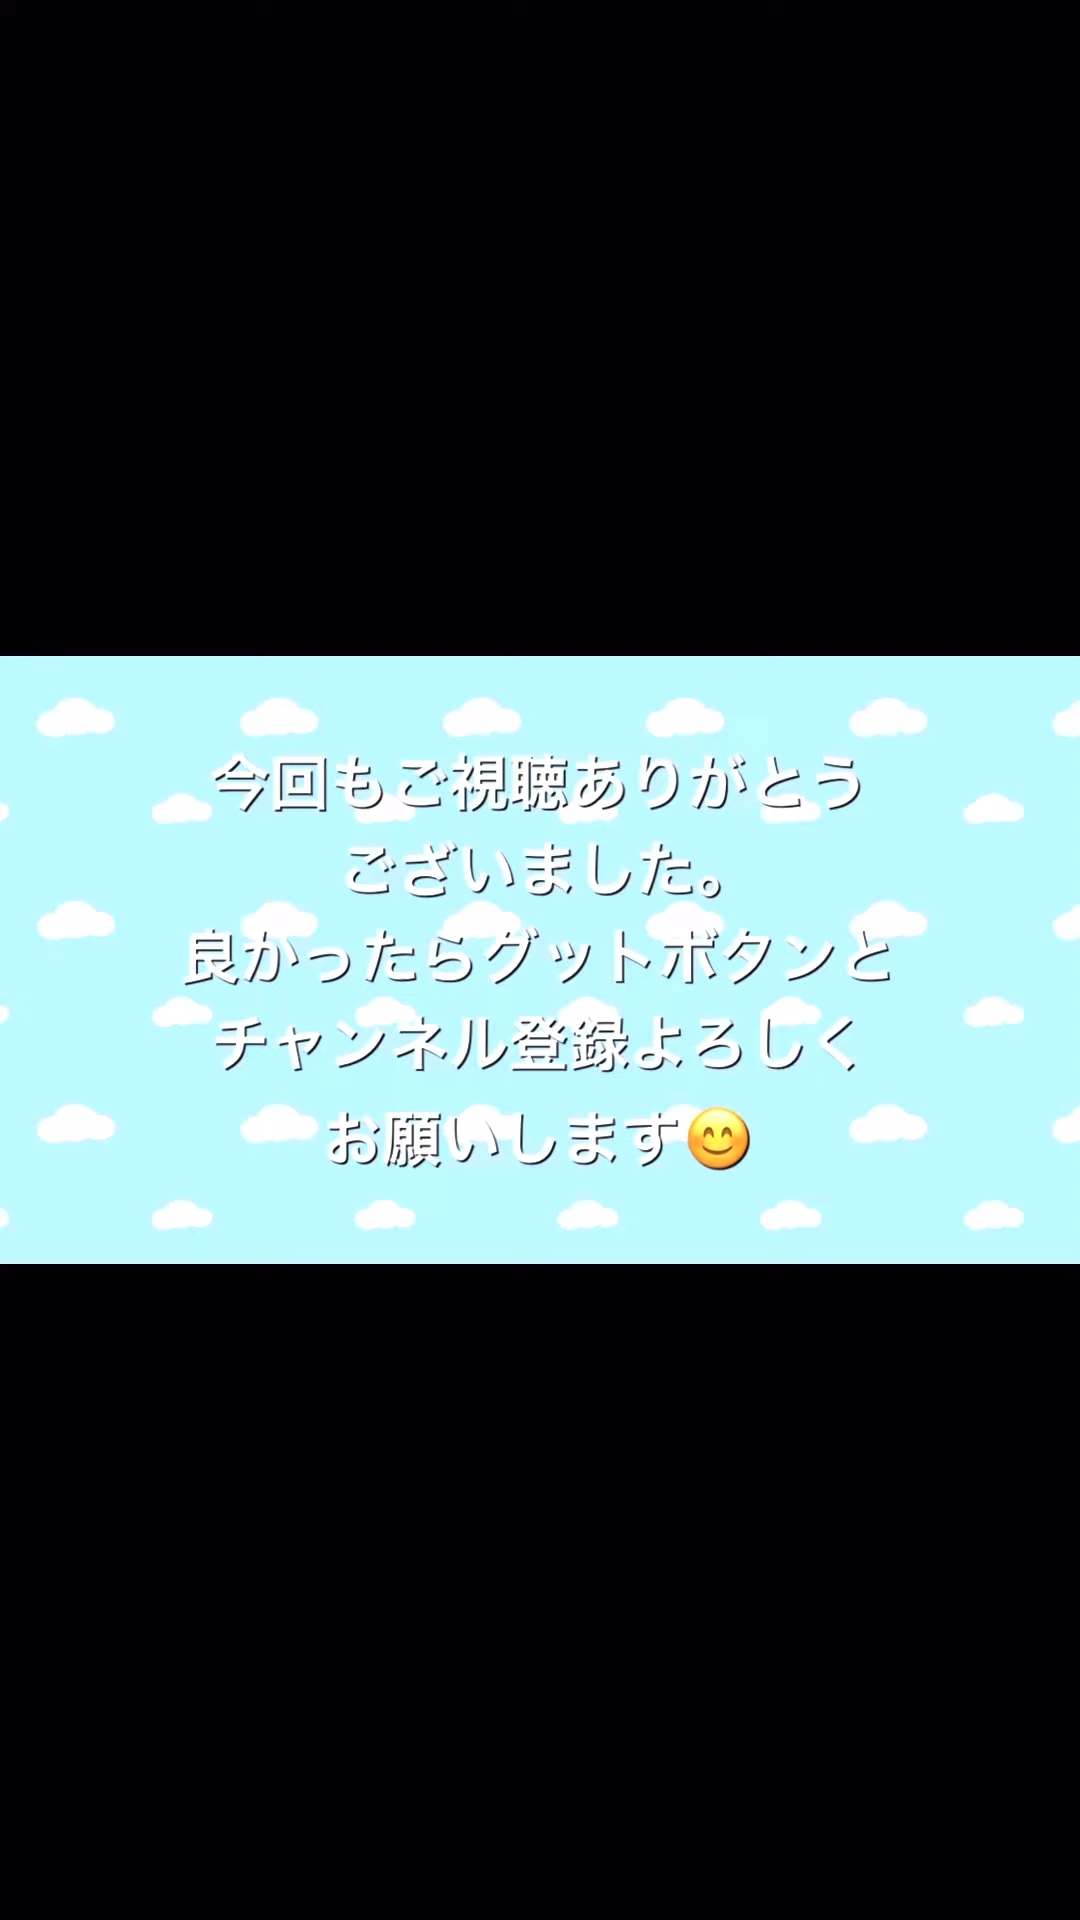 今回もご視聴ありがとう
ございました。
良かったらグットボタンと
チャンネル登録よろしく
お願いします😊